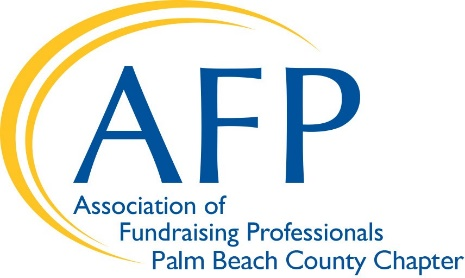 AFP
Association of
Fundraising Professionals
Palm Beach County Chapter